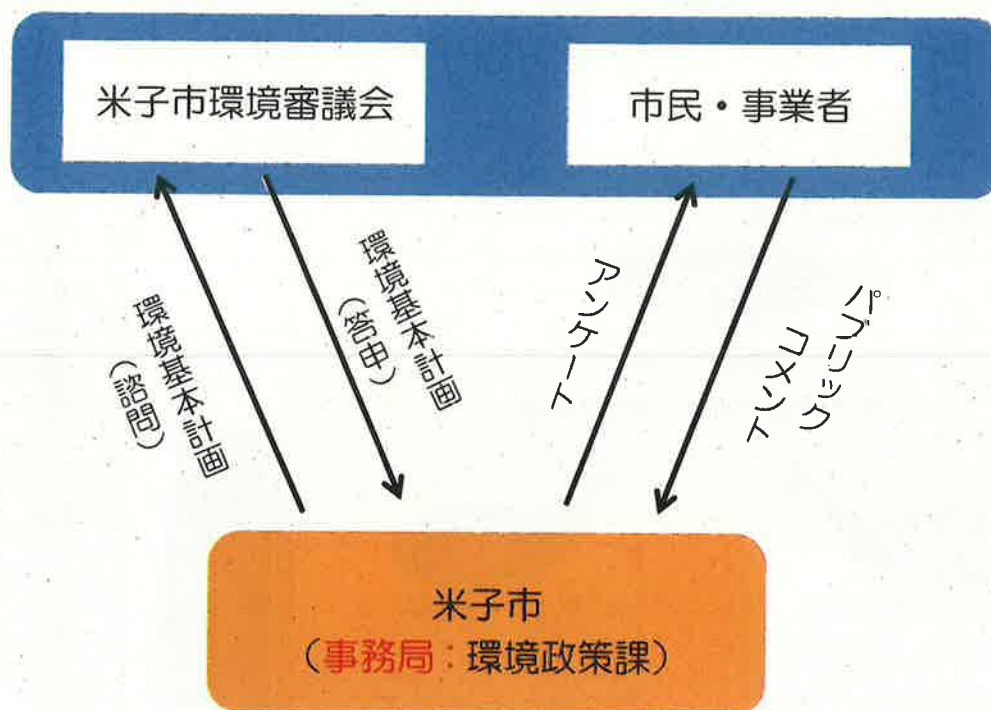 米子市環境審議会
市民・事業者
環境基本計画
(諮問)
環境基本計画
(答申)
アンケート
パブリック
コメント
米子市
(事務局:環境政策課)